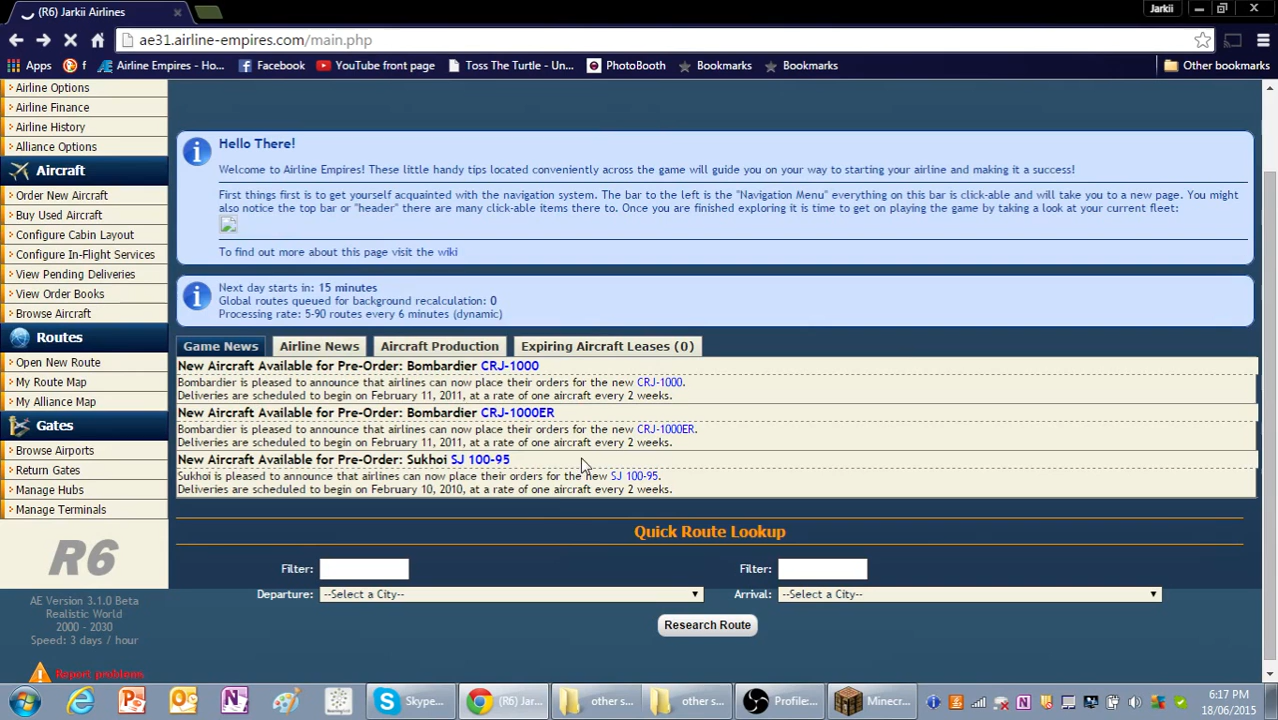 (R6) Jarkii Airlines
Jarkii
ae31.airline-empires.com/main.php
Apps
f
Airline Empires - Ho...
Facebook
YouTube front page
Toss The Turtle - Un...
PhotoBooth
Bookmarks
Bookmarks
Other bookmarks
Airline Options
Airline Finance
Airline History
Alliance Options
Aircraft
Order New Aircraft
Buy Used Aircraft
Configure Cabin Layout
Configure In-Flight Services
View Pending Deliveries
View Order Books
Browse Aircraft
Routes
Open New Route
My Route Map
My Alliance Map
Gates
Browse Airports
Return Gates
Manage Hubs
Manage Terminals
R6
AE Version 3.1.0 Beta
Realistic World
2000 - 2030
Speed: 3 days / hour
Report problems
Hello There!
Welcome to Airline Empires! These little handy tips located conveniently across the game will guide you on your way to starting your airline and making it a success!
First things first is to get yourself acquainted with the navigation system. The bar to the left is the "Navigation Menu" everything on this bar is click-able and will take you to a new page. You might
also notice the top bar or "header" there are many click-able items there to. Once you are finished exploring it is time to get on playing the game by taking a look at your current fleet:
To find out more about this page visit the wiki
Next day starts in: 15 minutes
Global routes queued for background recalculation: 0
Processing rate: 5-90 routes every 6 minutes (dynamic)
Game News
Airline News
Aircraft Production
Expiring Aircraft Leases (0)
New Aircraft Available for Pre-Order: Bombardier CRJ-1000
Bombardier is pleased to announce that airlines can now place their orders for the new CRJ-1000.
Deliveries are scheduled to begin on February 11, 2011, at a rate of one aircraft every 2 weeks.
New Aircraft Available for Pre-Order: Bombardier CRJ-1000ER
Bombardier is pleased to announce that airlines can now place their orders for the new CRJ-1000ER.
Deliveries are scheduled to begin on February 11, 2011, at a rate of one aircraft every 2 weeks.
New Aircraft Available for Pre-Order: Sukhoi SJ 100-95
Sukhoi is pleased to announce that airlines can now place their orders for the new SJ 100-95.
Deliveries are scheduled to begin on February 10, 2010, at a rate of one aircraft every 2 weeks.
Quick Route Lookup
Filter:
Filter:
Departure:
--Select a City--
Arrival:
--Select a City--
Research Route
Skype...
(R6) Jar...
other s...
other s...
Profile:...
Minecr...
6:17 PM
18/06/2015